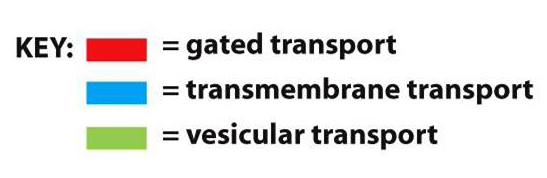 KEY: = gated transport
= transmembrane transport
= vesicular transport